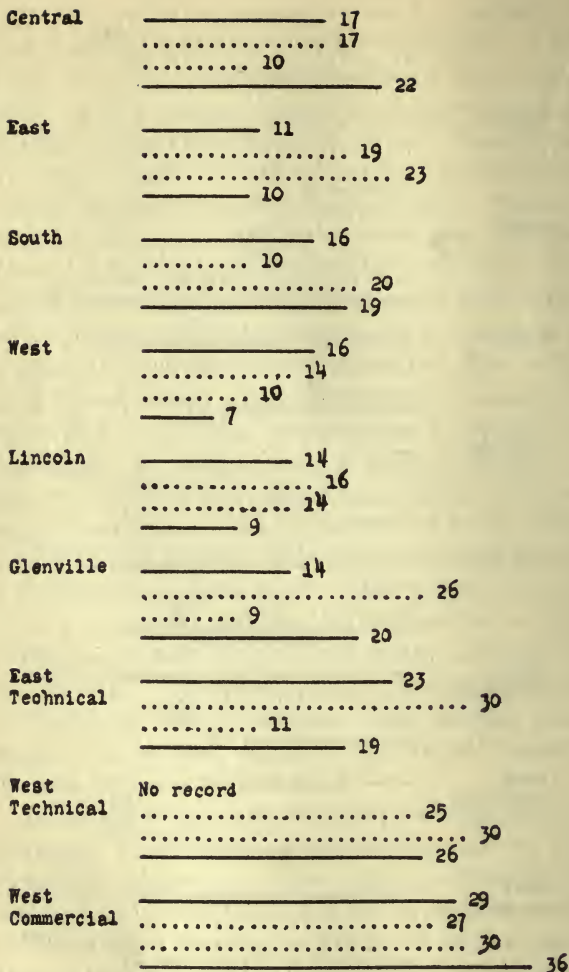 Central 17
17
10
22
East 11
19
23
10
South 16
10
20
19
West 16
14
10
7
Lincoln 14
16
14
9
Glenville 14
26
9
20
East 23
Technical 30
11
19
West No record
Technical 25
30
26
West 29
Commercial 27
30
36